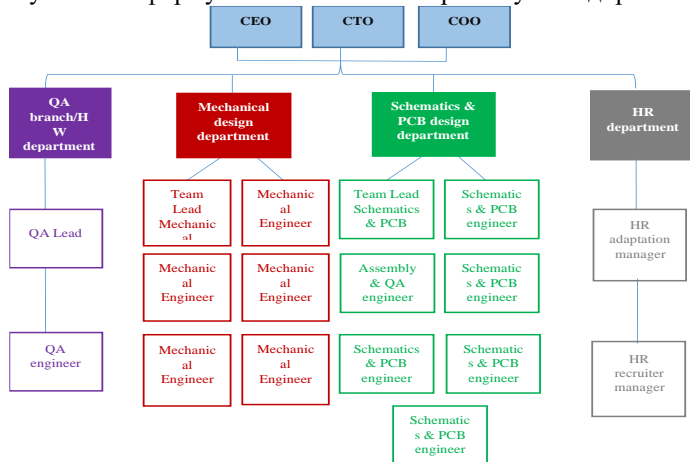 CEO
CTO
COO
QA
branch/H
W
department
Mechanical
design
department
Schematics &
PCB design
department
HR
department
Team
Lead
Mechanic
al
Mechanic
al
Engineer
Team Lead
Schematics
& PCB
Schematic
s & PCB
engineer
QA Lead
HR
adaptation
manager
Mechanic
al
Engineer
Mechanic
al
Engineer
Assembly
& QA
engineer
Schematic
s & PCB
engineer
QA
engineer
Mechanic
al
Engineer
Mechanic
al
Engineer
Schematics
& PCB
engineer
Schematic
s & PCB
engineer
HR
recruiter
manager
Schematic
s & PCB
engineer